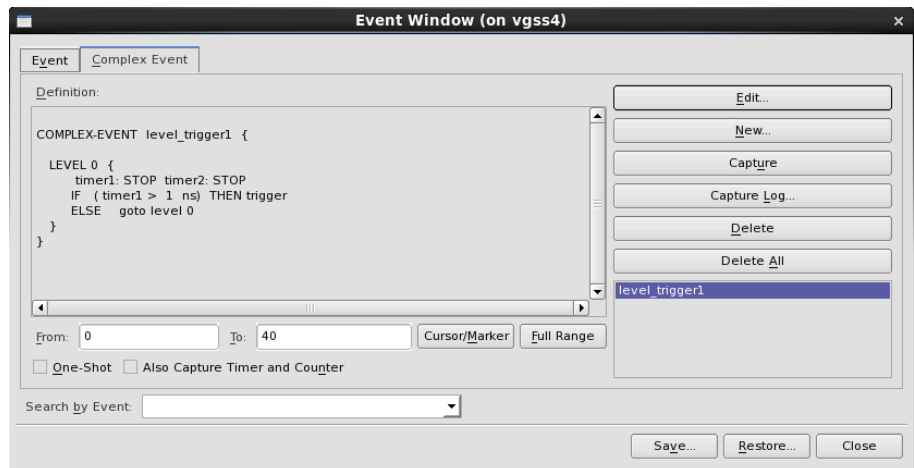 Event Window (on vgss4)
Event
Complex Event
Definition:
COMPLEX-EVENT level_trigger1 {
LEVEL 0 {
timer1: STOP timer2: STOP
IF ( timer1 > 1 ns) THEN trigger
ELSE goto level 0
}
}
Edit...
New...
Capture
Capture Log...
Delete
Delete All
level_trigger1
From: 0 To: 40 Cursor/Marker Full Range
One-Shot Also Capture Timer and Counter
Search by Event:
Save... Restore... Close